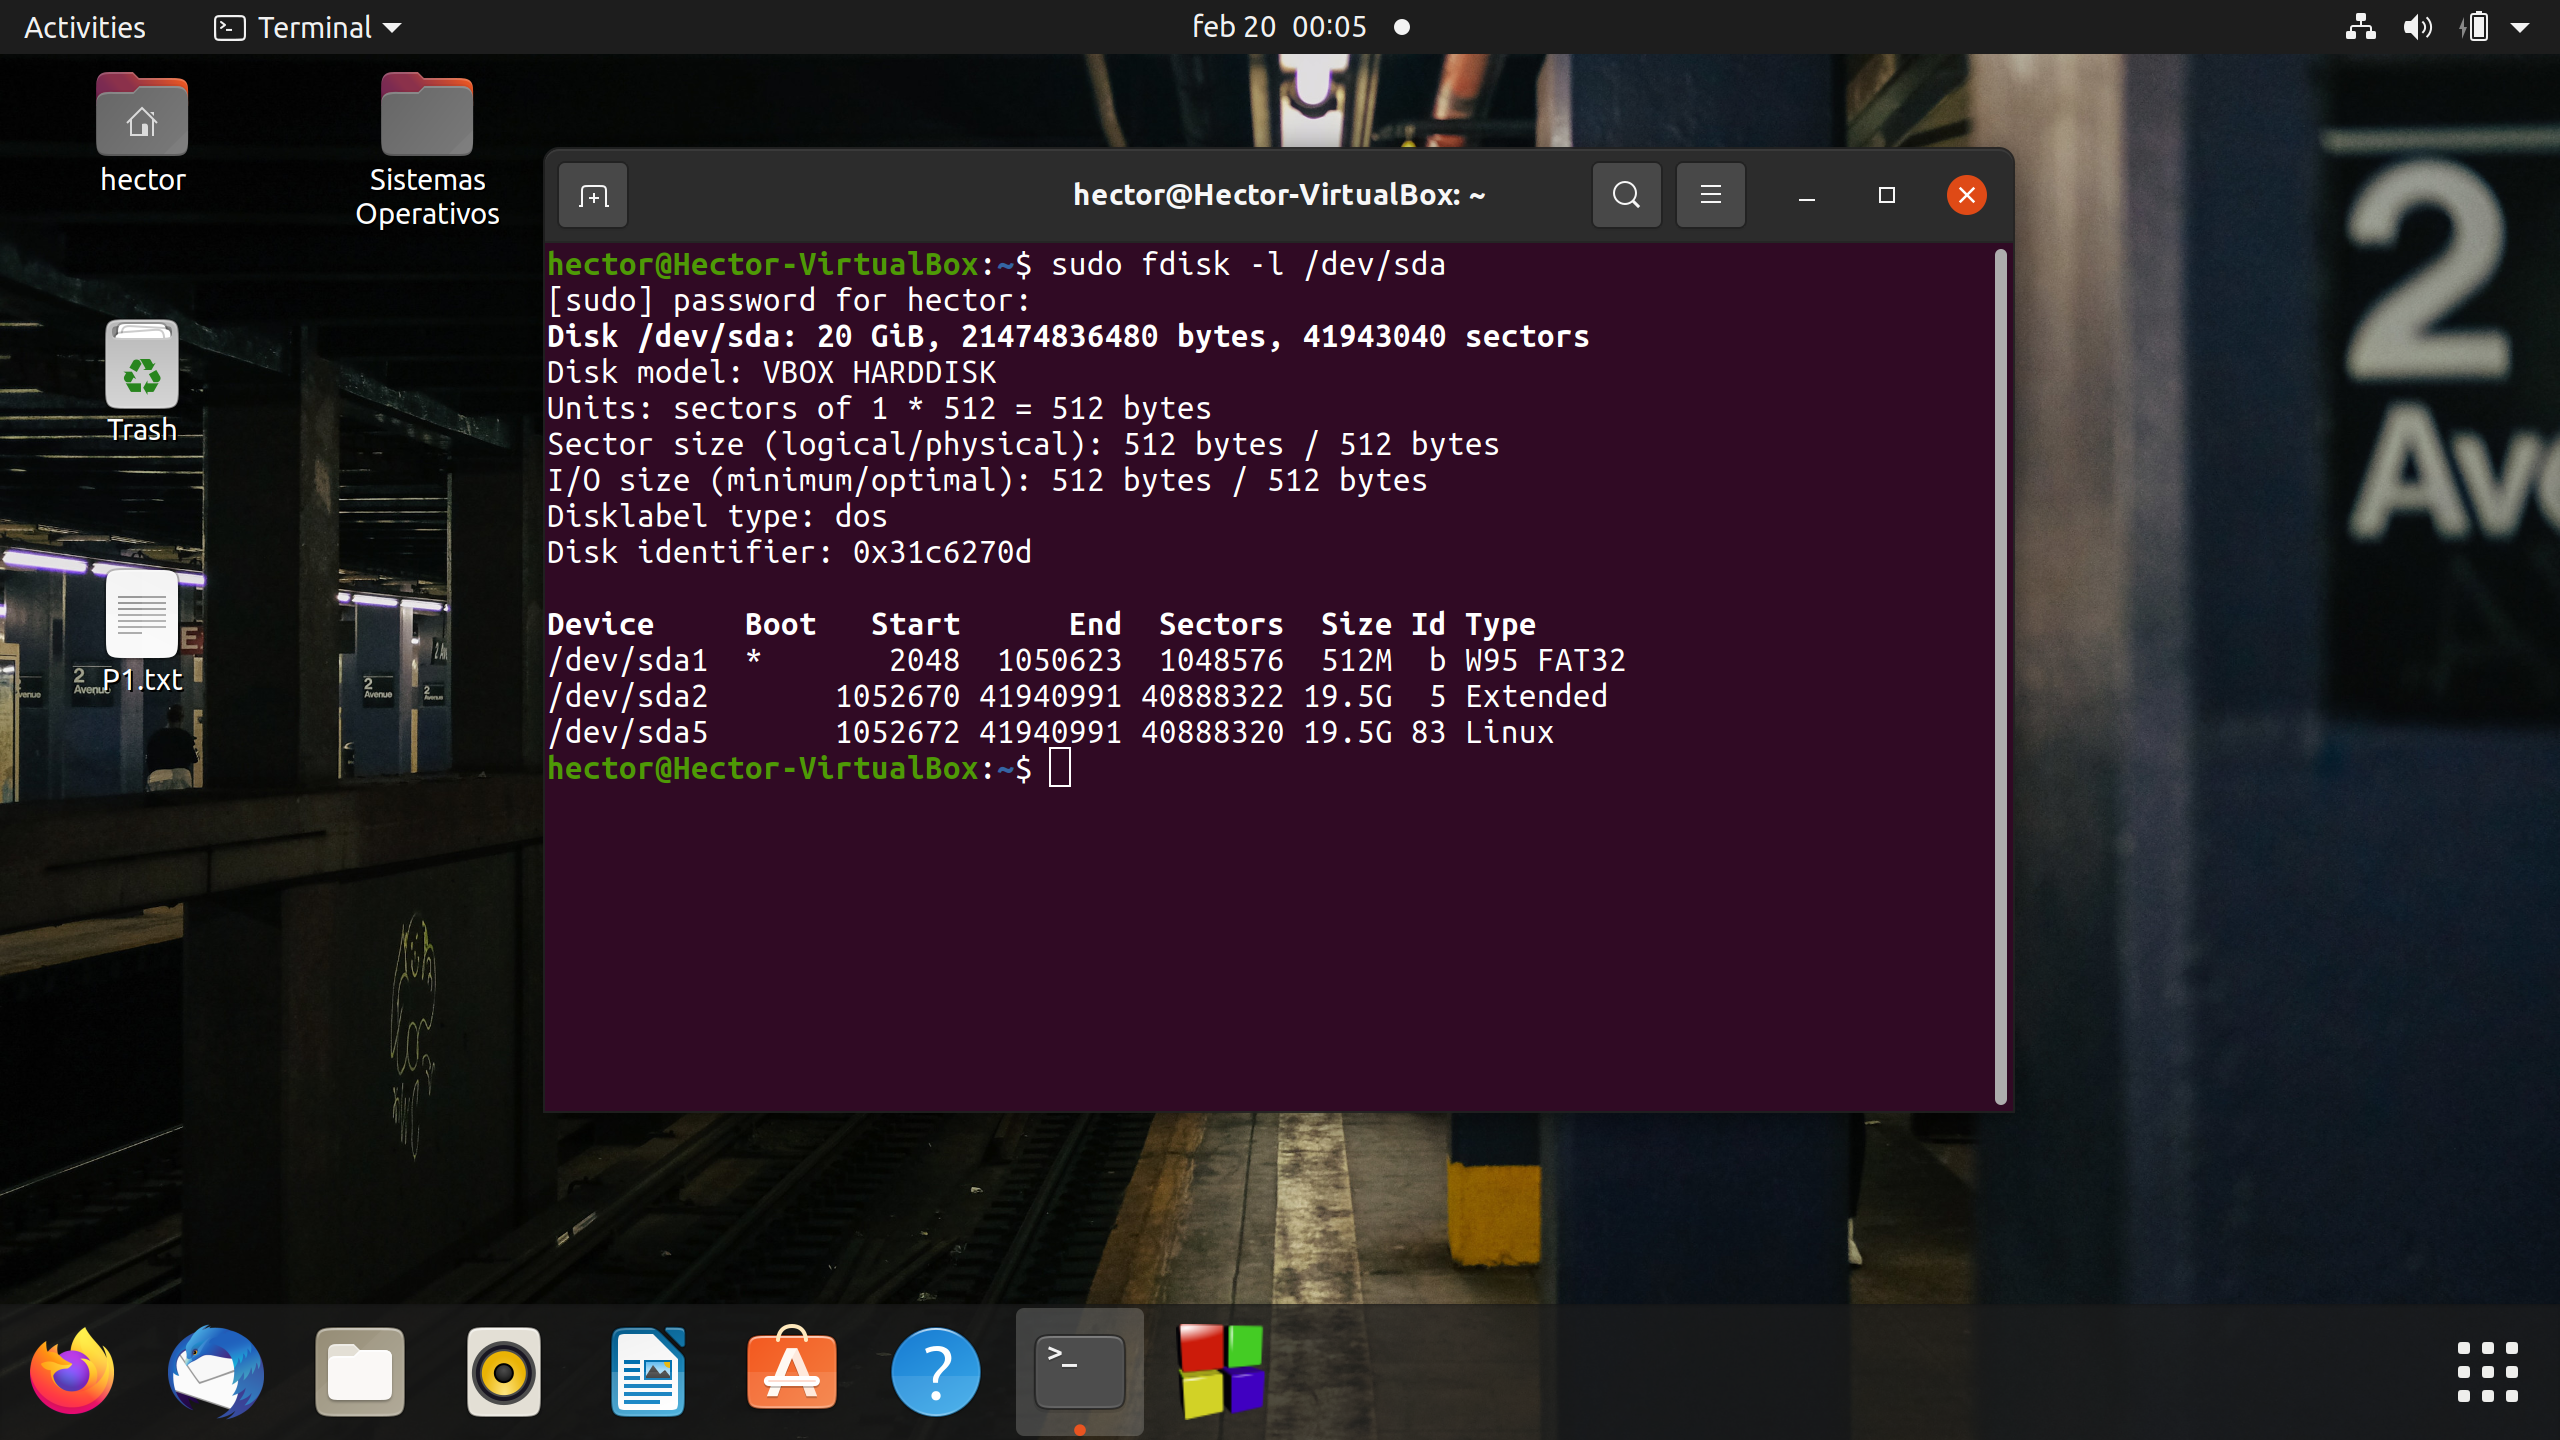 Activities
Terminal
feb 20 00:05
hector
Sistemas
Operativos
Trash
P1.txt
hector@Hector-VirtualBox: ~
hector@Hector-VirtualBox:~$ sudo fdisk -l /dev/sda
[sudo] password for hector:
Disk /dev/sda: 20 GiB, 21474836480 bytes, 41943040 sectors
Disk model: VBOX HARDDISK
Units: sectors of 1 * 512 = 512 bytes
Sector size (logical/physical): 512 bytes / 512 bytes
I/O size (minimum/optimal): 512 bytes / 512 bytes
Disklabel type: dos
Disk identifier: 0x31c6270d
Device Boot Start End Sectors Size Id Type
/dev/sda1 * 2048 1050623 1048576 512M b W95 FAT32
/dev/sda2 1052670 41940991 40888322 19.5G 5 Extended
/dev/sda5 1052672 41940991 40888320 19.5G 83 Linux
hector@Hector-VirtualBox:~$
2
Av
2
Avenue
2